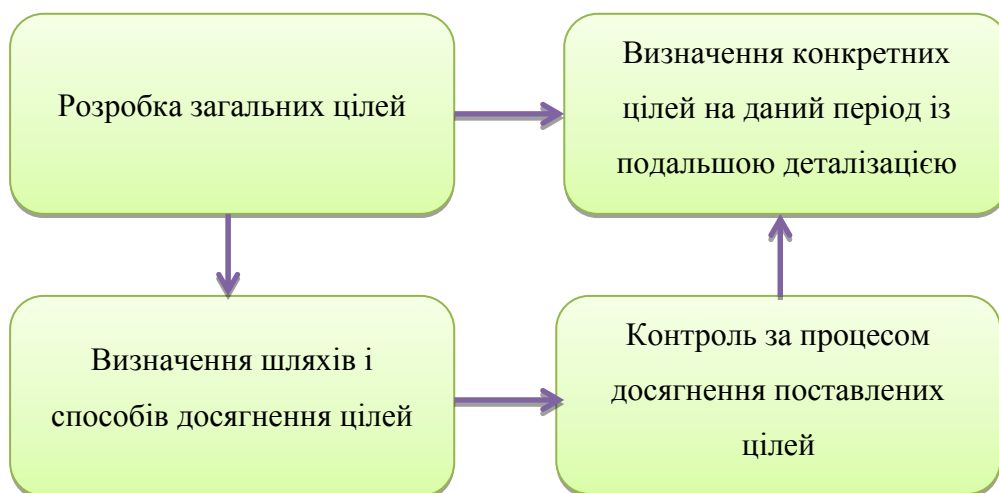 Розробка загальних цілей
Визначення конкретних
цілей на даний період із
подальшою деталізацією
Визначення шляхів і
способів досягнення цілей
Контроль за процесом
досягнення поставлених
цілей